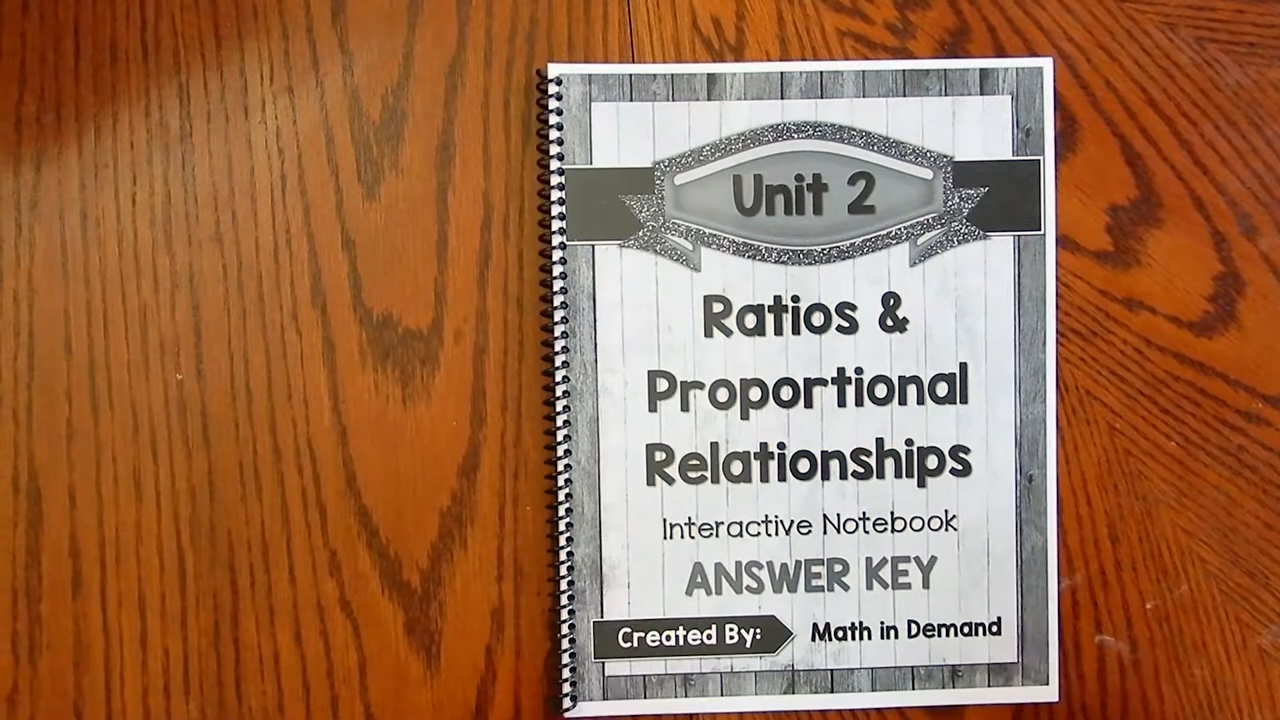 Unit 2
Ratios &
Proportional
Relationships
Interactive Notebook
ANSWER KEY
Created By: Math in Demand